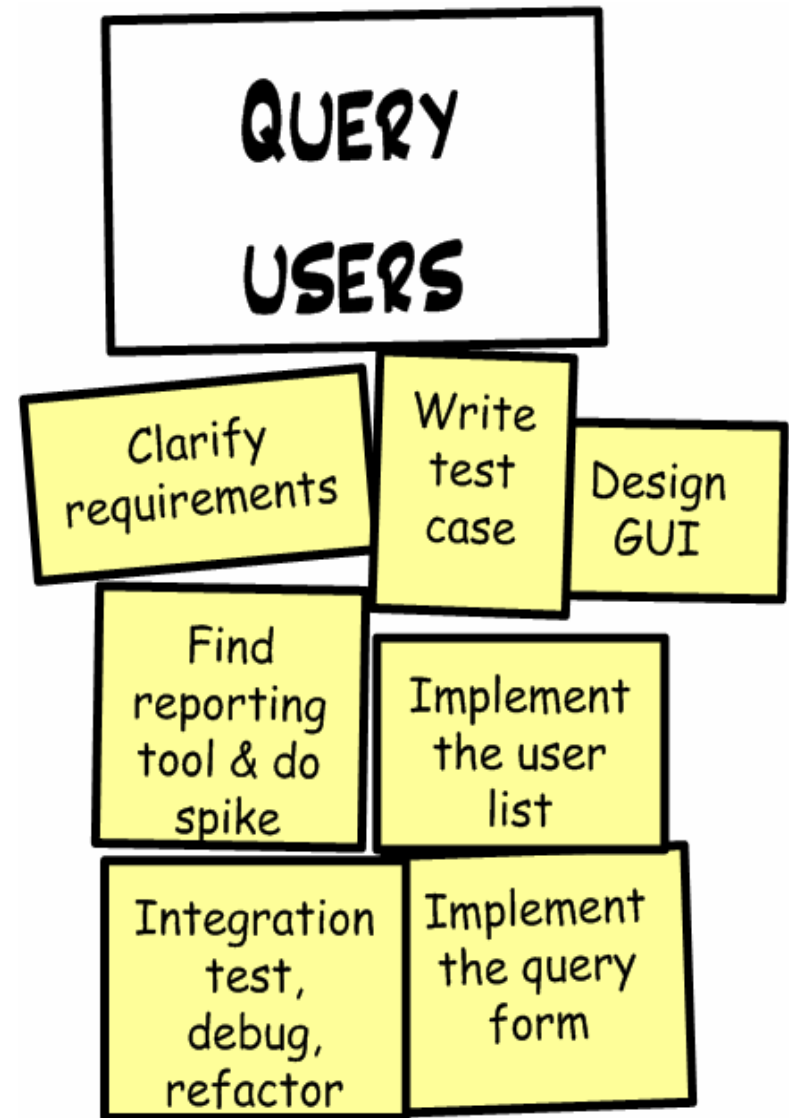 QUERY
USERS
Clarify
requirements
Write
test
case
Design
GUI
Find
reporting
tool & do
spike
Implement
the user
list
Integration
test,
debug,
refactor
Implement
the query
form